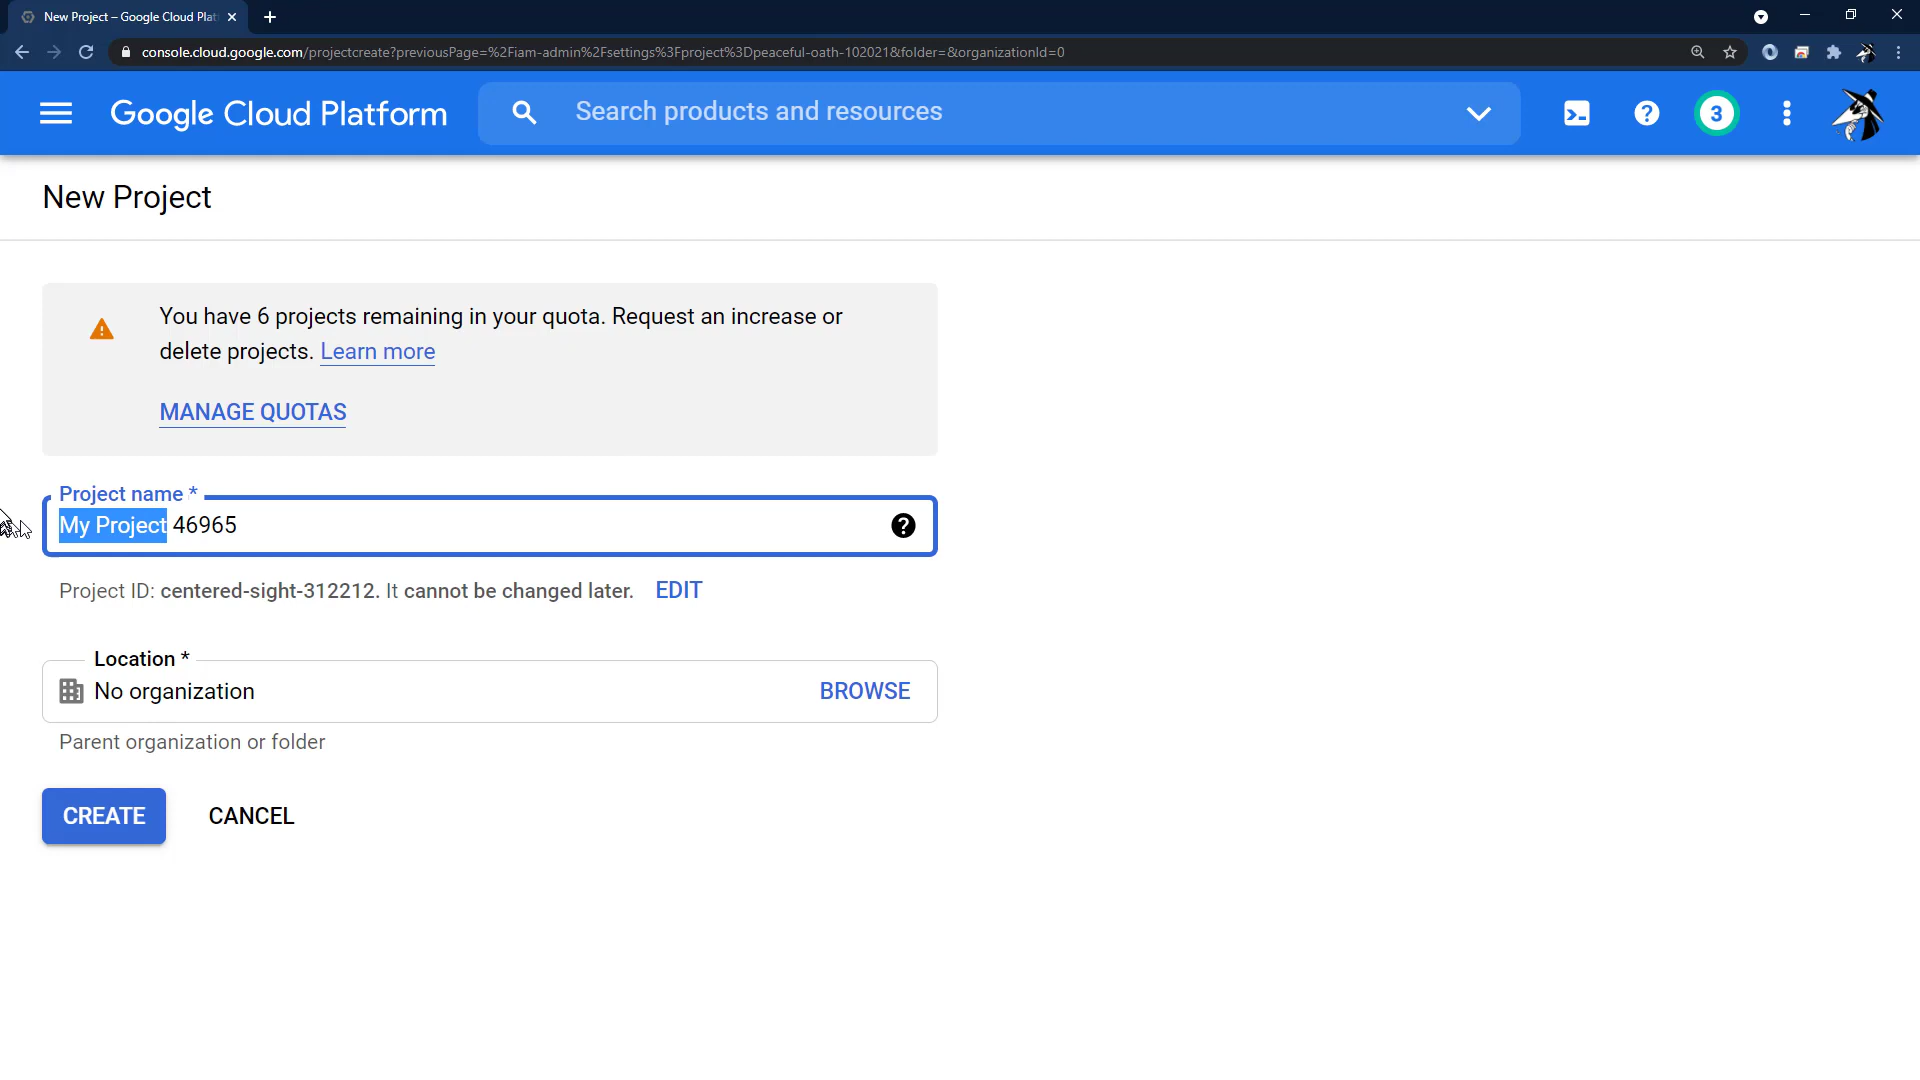 New Project – Google Cloud Plat
console.cloud.google.com/projectcreate?previousPage=%2Fiam-admin%2Fsettings%3Fproject%3Dpeaceful-oath-102021&folder=&organizationId=0
Google Cloud Platform
Search products and resources
3
New Project
You have 6 projects remaining in your quota. Request an increase or
delete projects. Learn more
MANAGE QUOTAS
Project name *
My Project 46965
Project ID: centered-sight-312212. It cannot be changed later. EDIT
Location *
No organization BROWSE
Parent organization or folder
CREATE CANCEL